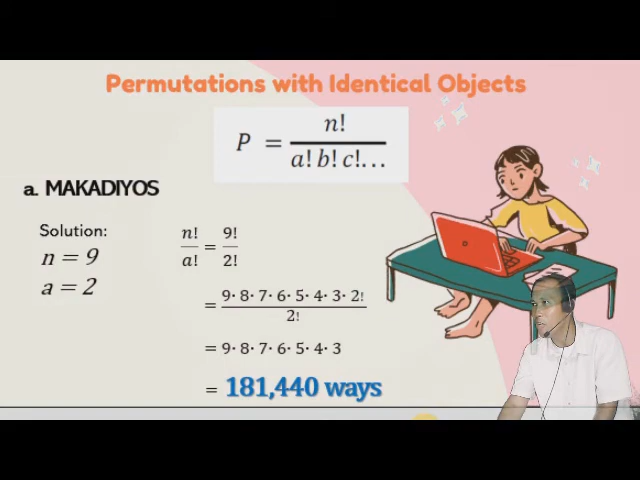 Permutations with Identical Objects
P = n! / a! b! c!...
a. MAKADIYOS
Solution:
n = 9
a = 2
n! / a! = 9! / 2!
= 9· 8· 7· 6· 5· 4· 3· 2! / 2!
= 9· 8· 7· 6· 5· 4· 3
= 181,440 ways